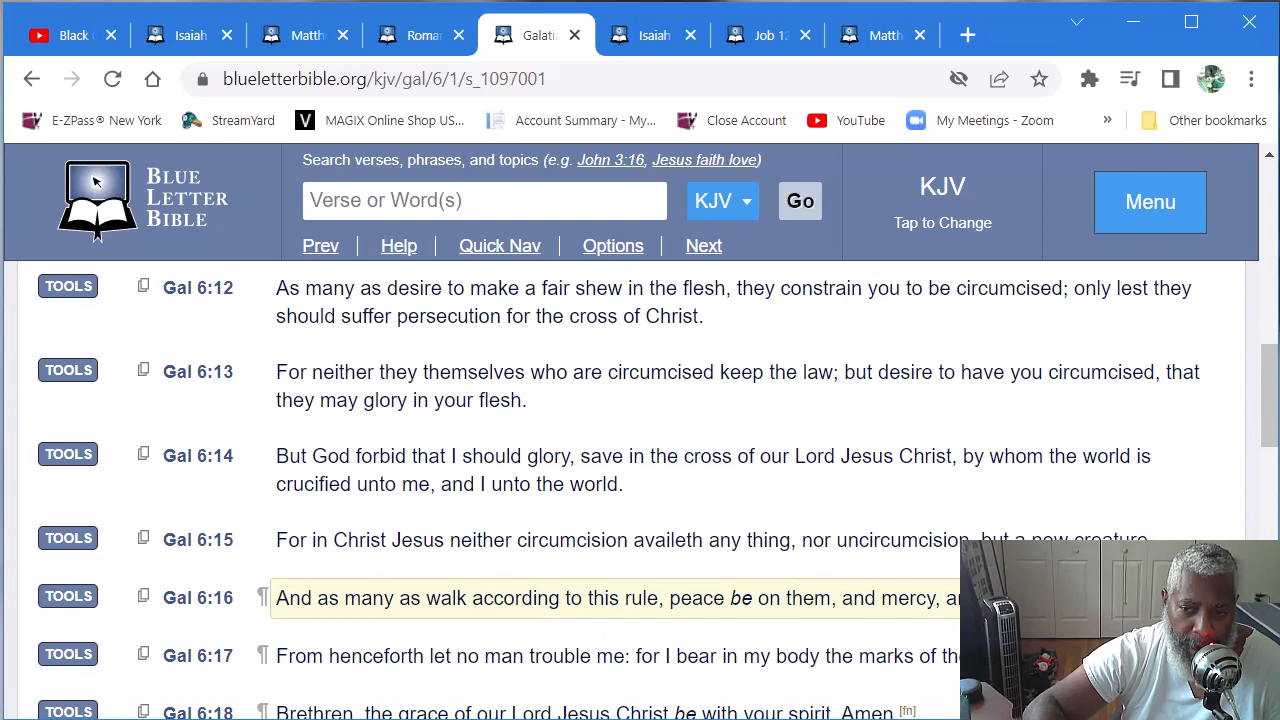 Black
Isaiah
Matth
Roma
Galati
Isaiah
Job 12
Matth
blueletterbible.org/kjv/gal/6/1/s_1097001
E-ZPass® New York
StreamYard
MAGIX Online Shop US...
Account Summary - My...
Close Account
YouTube
My Meetings - Zoom
»
Other bookmarks
BLUE
LETTER
BIBLE
Search verses, phrases, and topics (e.g. John 3:16, Jesus faith love)
Verse or Word(s)
KJV
Go
Prev
Help
Quick Nav
Options
Next
KJV
Tap to Change
Menu
TOOLS Gal 6:12 As many as desire to make a fair shew in the flesh, they constrain you to be circumcised; only lest they
should suffer persecution for the cross of Christ.
TOOLS Gal 6:13 For neither they themselves who are circumcised keep the law; but desire to have you circumcised, that
they may glory in your flesh.
TOOLS Gal 6:14 But God forbid that I should glory, save in the cross of our Lord Jesus Christ, by whom the world is
crucified unto me, and I unto the world.
TOOLS Gal 6:15 For in Christ Jesus neither circumcision availeth any thing, nor uncircumcision, but a new creature.
TOOLS Gal 6:16 ¶ And as many as walk according to this rule, peace be on them, and mercy,
TOOLS Gal 6:17 ¶ From henceforth let no man trouble me: for I bear in my body the marks of
TOOLS Gal 6:18 ¶ Brethren, the grace of our Lord Jesus Christ be with your spirit. Amen [fn]